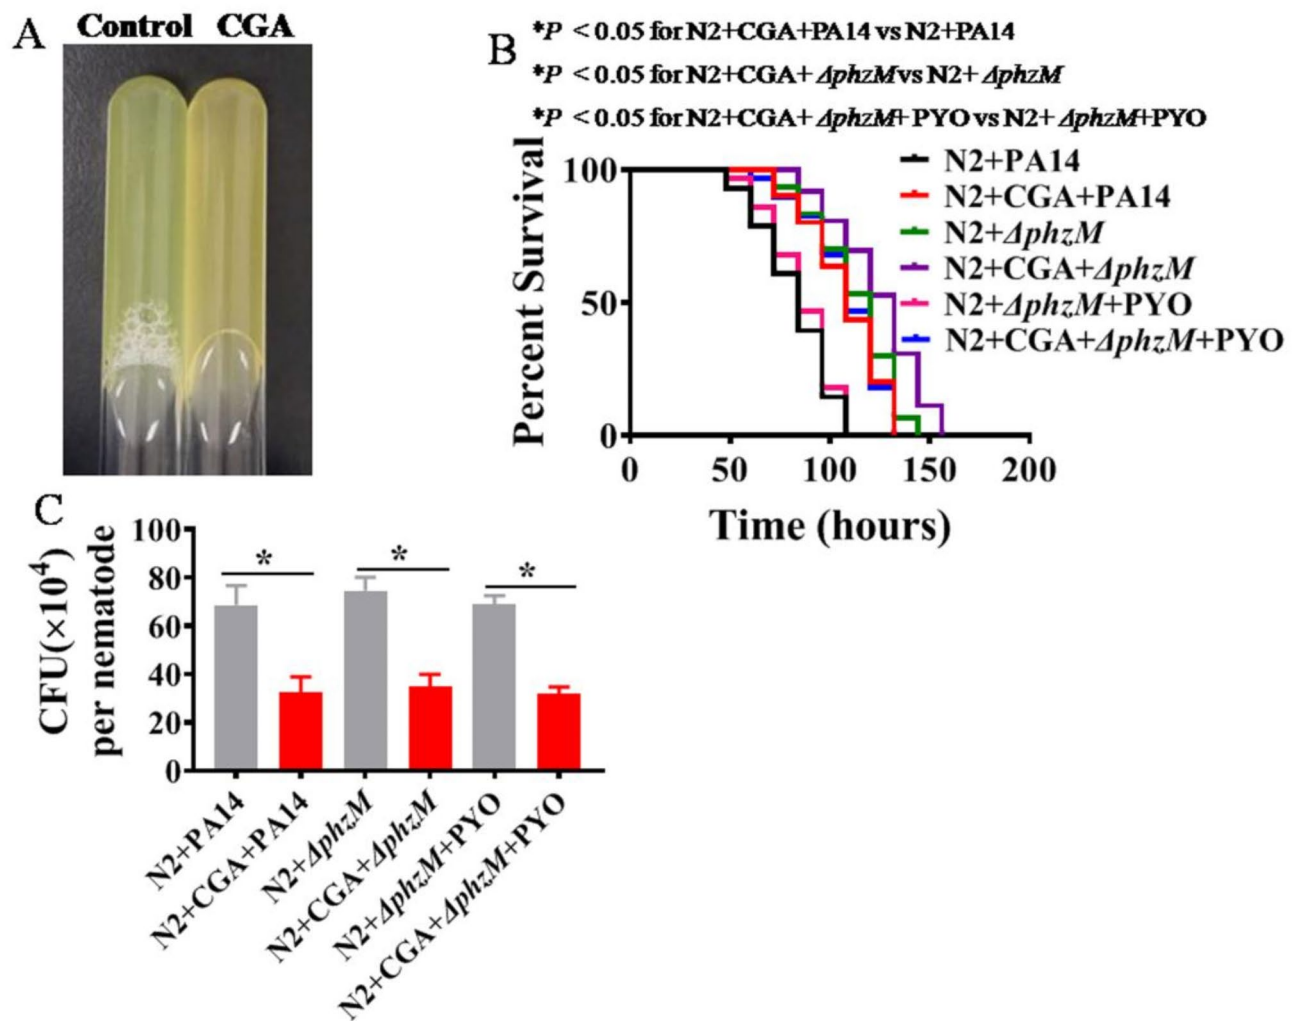 A
Control CGA
B
*P < 0.05 for N2+CGA+PA14 vs N2+PA14
*P < 0.05 for N2+CGA+ΔphzM vs N2+ΔphzM
*P < 0.05 for N2+CGA+ΔphzM+PYO vs N2+ΔphzM+PYO
Percent Survival
100
50
0
0 50 100 150 200
Time (hours)
N2+PA14
N2+CGA+PA14
N2+ΔphzM
N2+CGA+ΔphzM
N2+ΔphzM+PYO
N2+CGA+ΔphzM+PYO
C
CFU(×10⁴)
per nematode
100
80
60
40
20
0
* * *
N2+PA14
N2+CGA+PA14
N2+ΔphzM
N2+CGA+ΔphzM
N2+ΔphzM+PYO
N2+CGA+ΔphzM+PYO